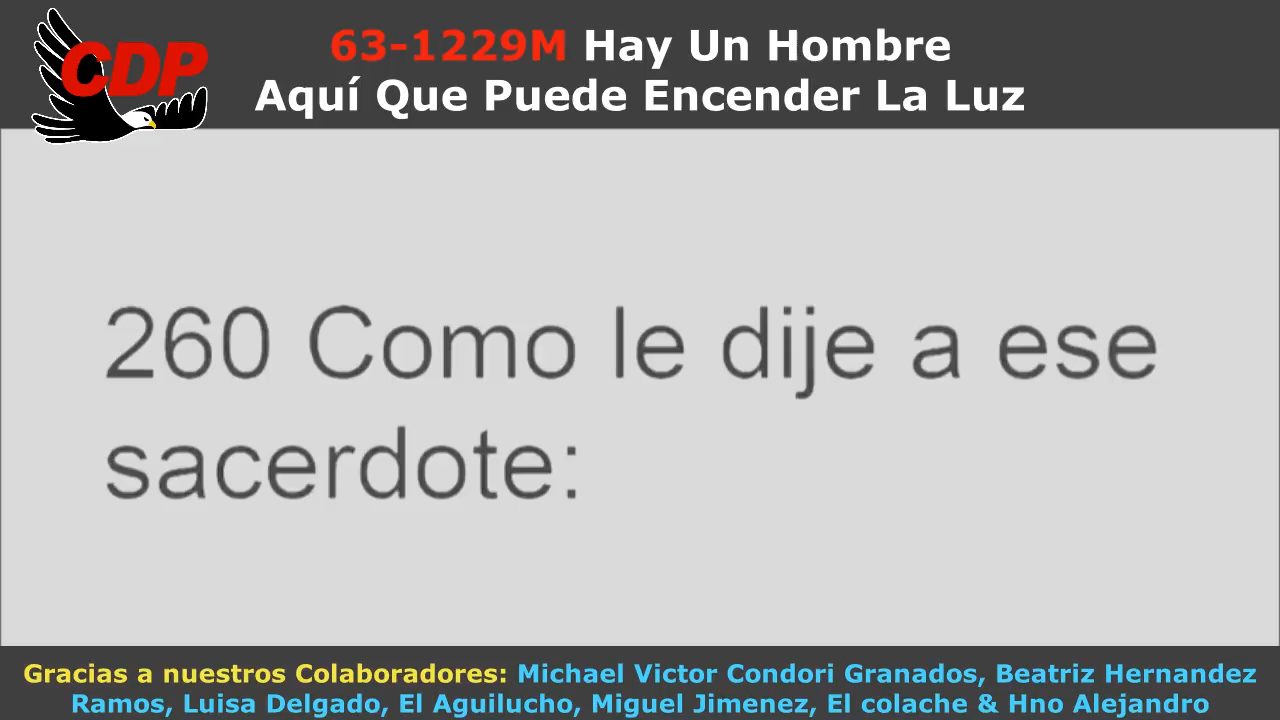 CDP
63-1229M Hay Un Hombre
Aquí Que Puede Encender La Luz
260 Como le dije a ese
sacerdote:
Gracias a nuestros Colaboradores: Michael Victor Condori Granados, Beatriz Hernandez
Ramos, Luisa Delgado, El Aguilucho, Miguel Jimenez, El colache & Hno Alejandro